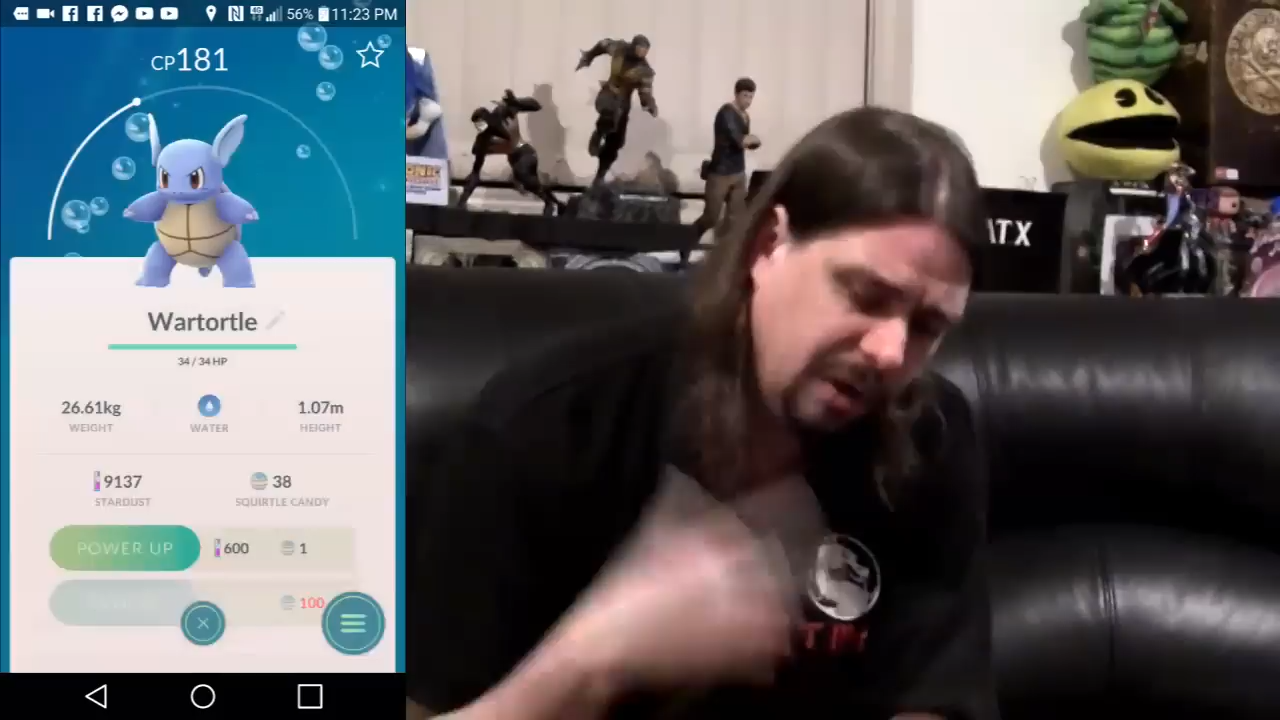 4G 56% 11:23 PM
CP181
Wartortle
34 / 34 HP
26.61kg
WEIGHT
WATER
1.07m
HEIGHT
9137
STARDUST
38
SQUIRTLE CANDY
POWER UP 600 1
100
ATX